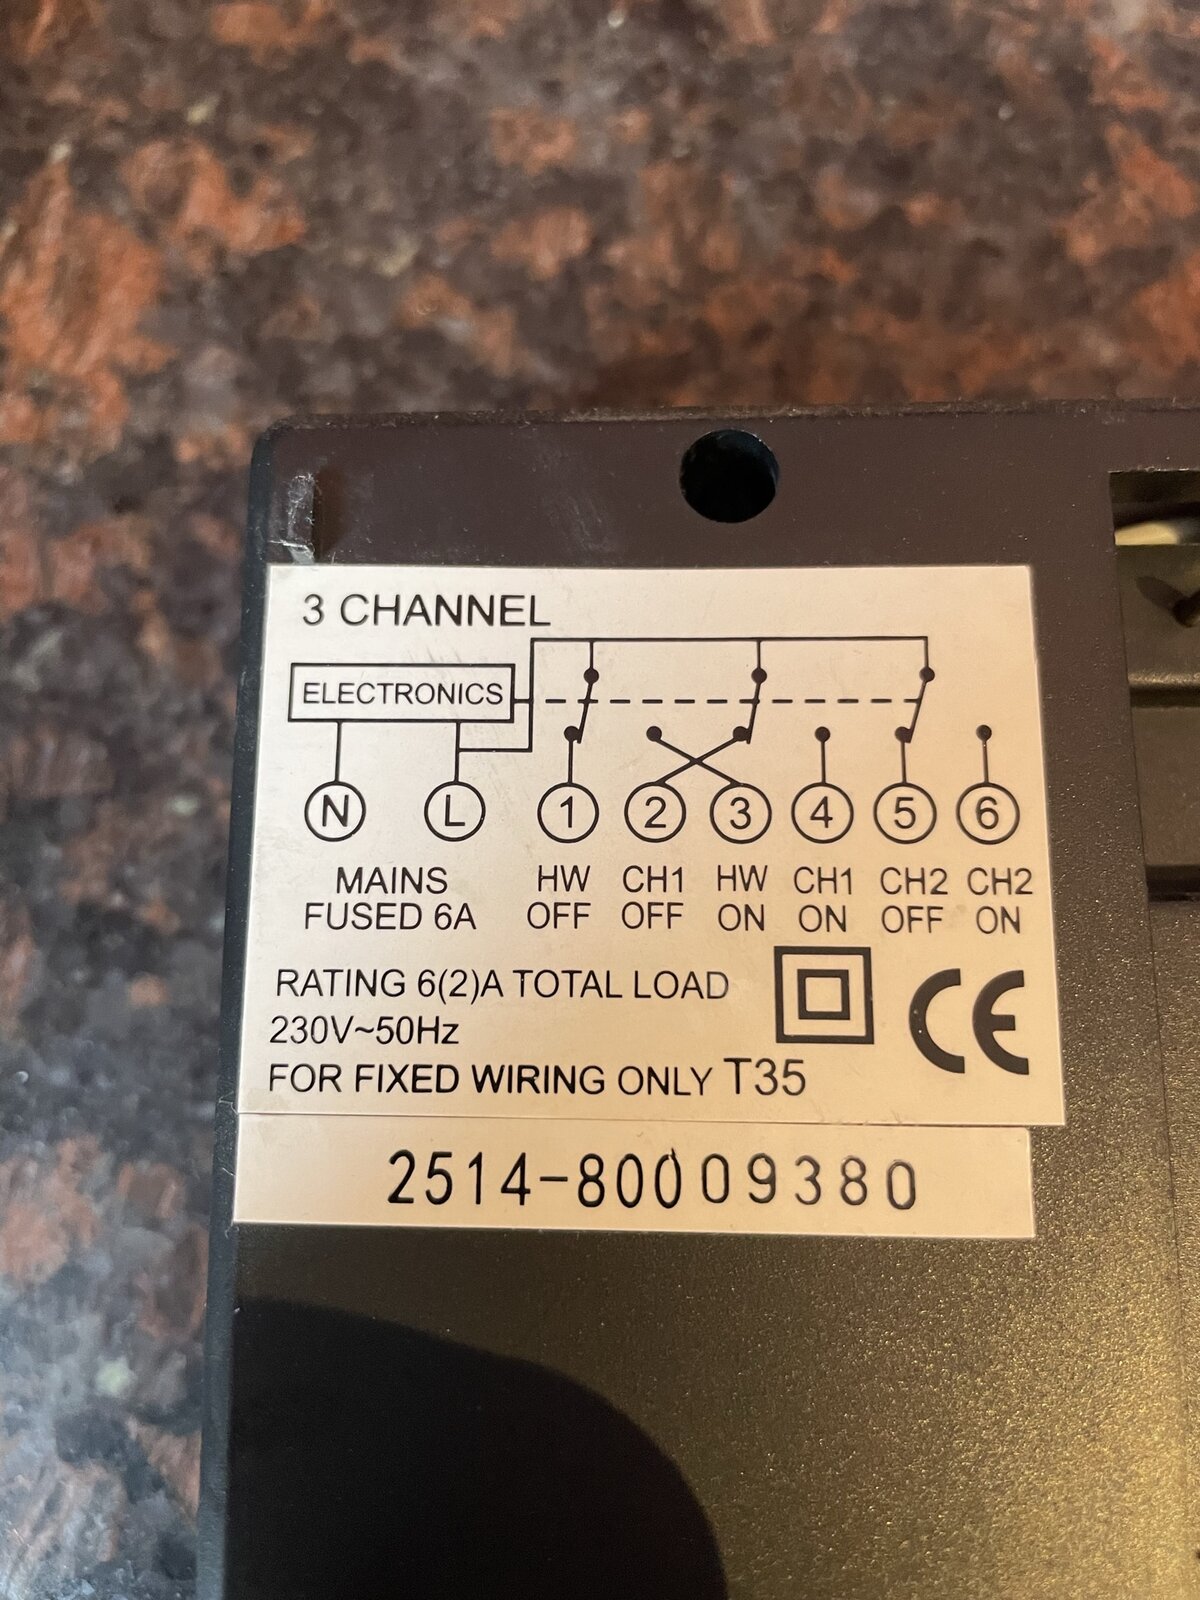 3 CHANNEL
ELECTRONICS
N L 1 2 3 4 5 6
MAINS HW CH1 HW CH1 CH2 CH2
FUSED 6A OFF OFF ON ON OFF ON
RATING 6(2)A TOTAL LOAD
230V~50Hz
FOR FIXED WIRING ONLY T35
CE
2514-80009380